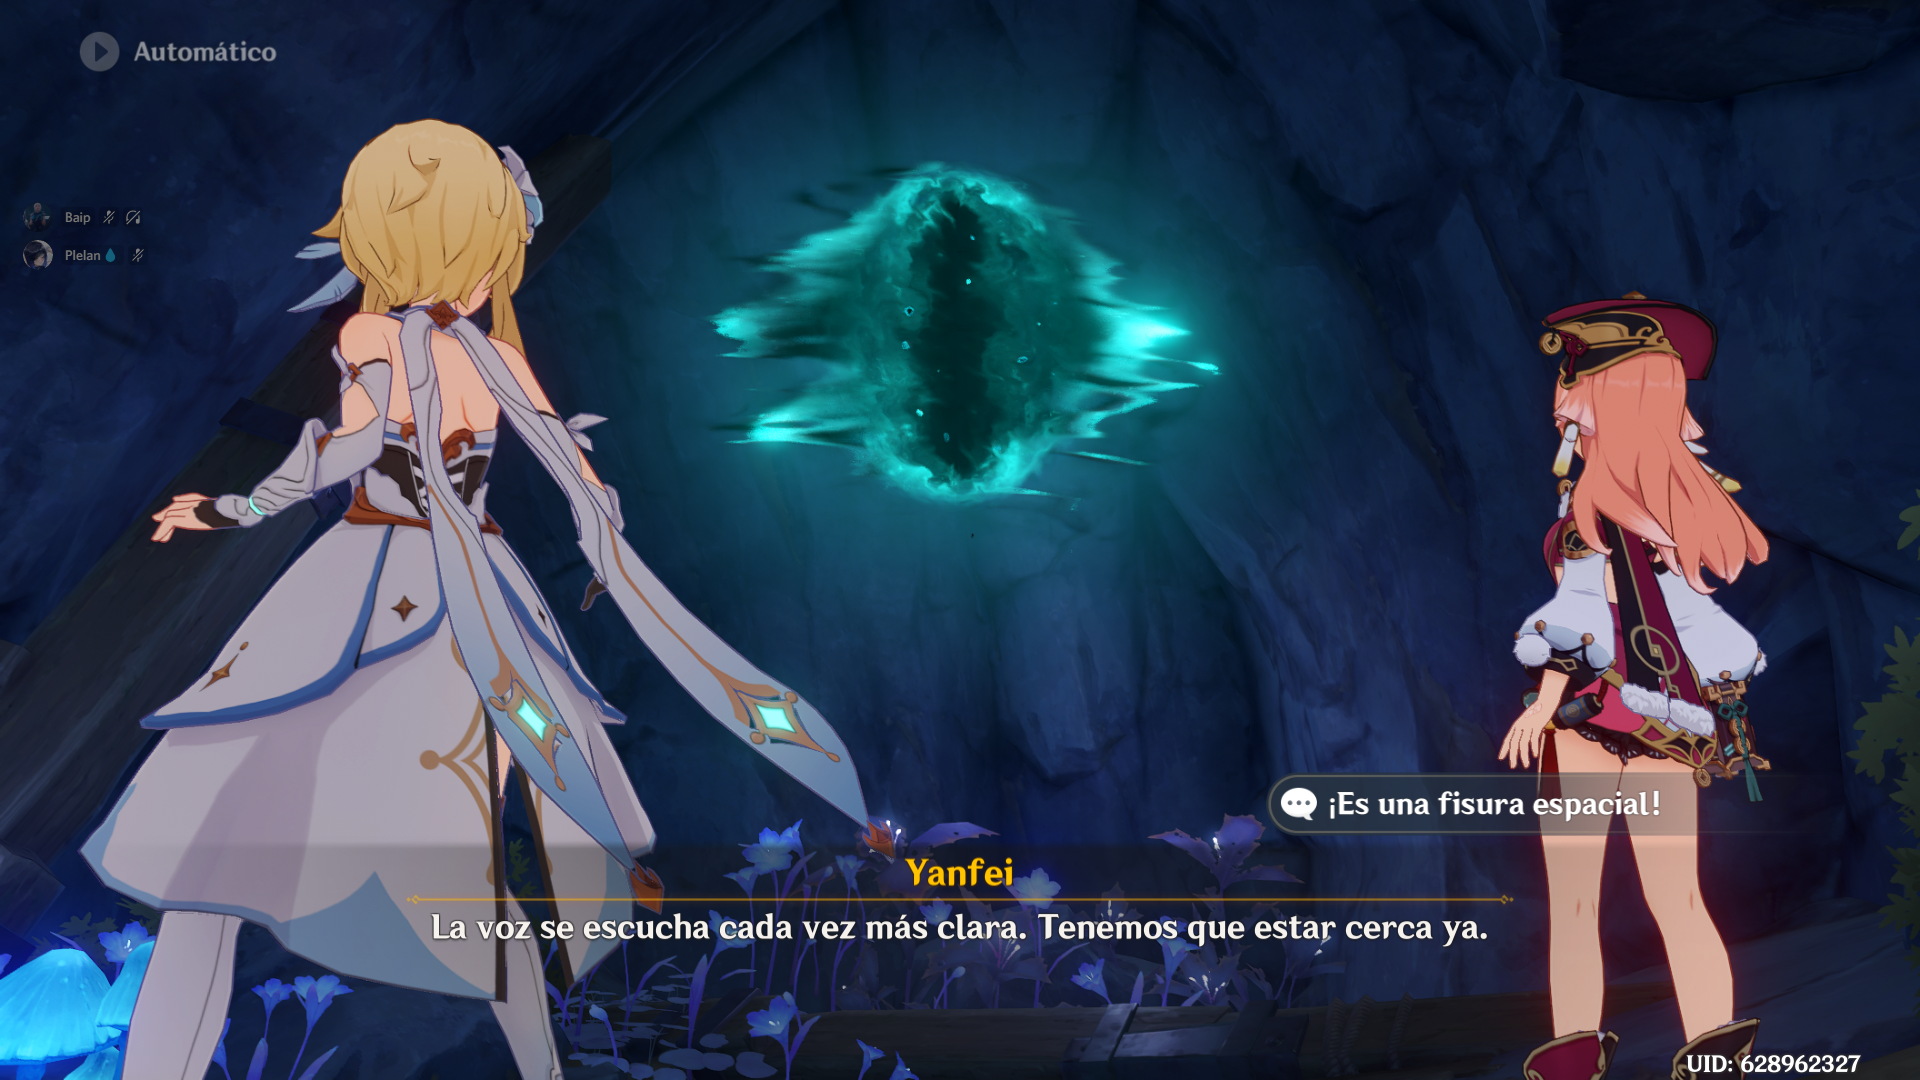 Automático
Baip
Plelan
¡Es una fisura espacial!
Yanfei
La voz se escucha cada vez más clara. Tenemos que estar cerca ya.
UID: 628962327